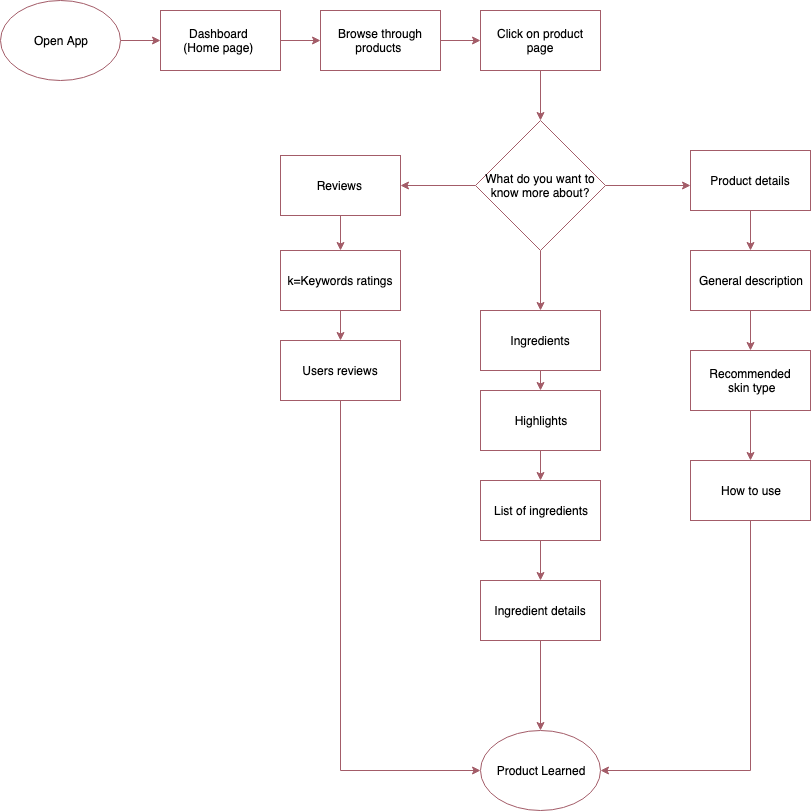 Open App
Dashboard
(Home page)
Browse through
products
Click on product
page
What do you want to
know more about?
Reviews
Product details
k=Keywords ratings
General description
Ingredients
Users reviews
Recommended
skin type
Highlights
List of ingredients
How to use
Ingredient details
Product Learned